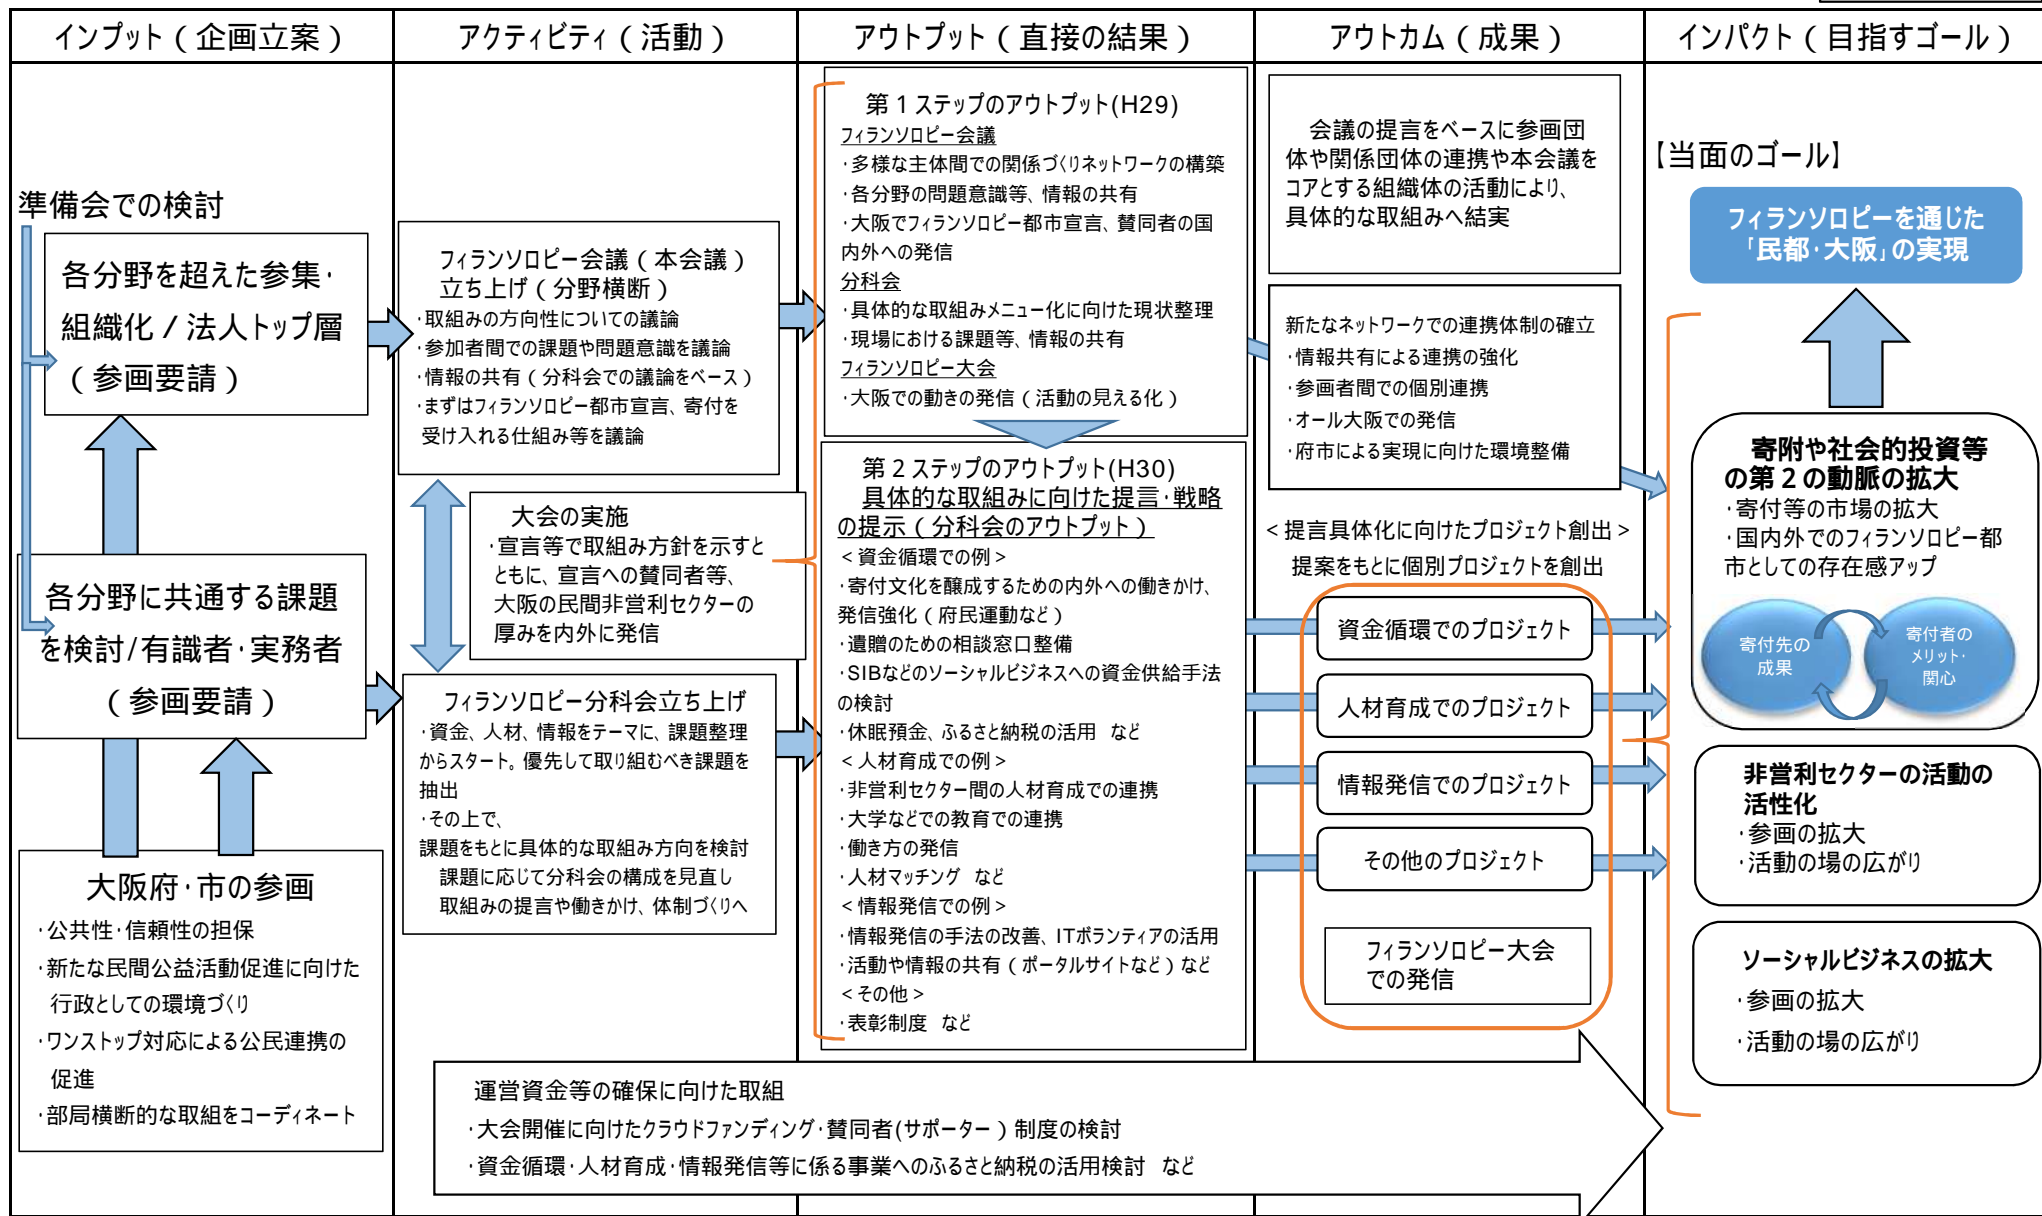 インプット（企画立案）
アクティビティ（活動）
アウトプット（直接の結果）
アウトカム（成果）
インパクト（目指すゴール）
準備会での検討
各分野を超えた参集・
組織化/法人トップ層
（参画要請）
各分野に共通する課題
を検討/有識者・実務者
（参画要請）
大阪府・市の参画
・公共性・信頼性の担保
・新たな民間公益活動促進に向けた
行政としての環境づくり
・ワンストップ対応による公民連携の
促進
・部局横断的な取組をコーディネート
フィランソロピー会議（本会議）
立ち上げ（分野横断）
・取組みの方向性についての議論
・参加者間での課題や問題意識を議論
・情報の共有（分科会での議論をベース）
・まずはフィランソロピー都市宣言、寄付を
受け入れる仕組み等を議論
大会の実施
・宣言等で取組み方針を示すと
ともに、宣言への賛同者等、
大阪の民間非営利セクターの
厚みを内外に発信
フィランソロピー分科会立ち上げ
・資金、人材、情報をテーマに、課題整理
からスタート。優先して取り組むべき課題を
抽出
・その上で、
課題をもとに具体的な取組み方向を検討
課題に応じて分科会の構成を見直し
取組みの提言や働きかけ、体制づくりへ
第1ステップのアウトプット(H29)
フィランソロピー会議
・多様な主体間での関係づくりネットワークの構築
・各分野の問題意識等、情報の共有
・大阪でフィランソロピー都市宣言、賛同者の国
内外への発信
分科会
・具体的な取組みメニュー化に向けた現状整理
・現場における課題等、情報の共有
フィランソロピー大会
・大阪での動きの発信（活動の見える化）
第2ステップのアウトプット(H30)
具体的な取組みに向けた提言・戦略
の提示（分科会のアウトプット）
＜資金循環での例＞
・寄付文化を醸成するための内外への働きかけ、
発信強化（府民運動など）
・遺贈のための相談窓口整備
・SIBなどのソーシャルビジネスへの資金供給手法
の検討
・休眠預金、ふるさと納税の活用 など
＜人材育成での例＞
・非営利セクター間の人材育成での連携
・大学などでの教育での連携
・働き方の発信
・人材マッチング など
＜情報発信での例＞
・情報発信の手法の改善、ITボランティアの活用
・活動や情報の共有（ポータルサイトなど）など
＜その他＞
・表彰制度 など
会議の提言をベースに参画団
体や関係団体の連携や本会議を
コアとする組織体の活動により、
具体的な取組みへ結実
新たなネットワークでの連携体制の確立
・情報共有による連携の強化
・参画者間での個別連携
・オール大阪での発信
・府市による実現に向けた環境整備
＜提言具体化に向けたプロジェクト創出＞
提案をもとに個別プロジェクトを創出
資金循環でのプロジェクト
人材育成でのプロジェクト
情報発信でのプロジェクト
その他のプロジェクト
フィランソロピー大会
での発信
【当面のゴール】
フィランソロピーを通じた
「民都・大阪」の実現
寄附や社会的投資等
の第2の動脈の拡大
・寄付等の市場の拡大
・国内外でのフィランソロピー都
市としての存在感アップ
寄付先の
成果
寄付者の
メリット・
関心
非営利セクターの活動の
活性化
・参画の拡大
・活動の場の広がり
ソーシャルビジネスの拡大
・参画の拡大
・活動の場の広がり
運営資金等の確保に向けた取組
・大会開催に向けたクラウドファンディング・賛同者(サポーター）制度の検討
・資金循環・人材育成・情報発信等に係る事業へのふるさと納税の活用検討 など